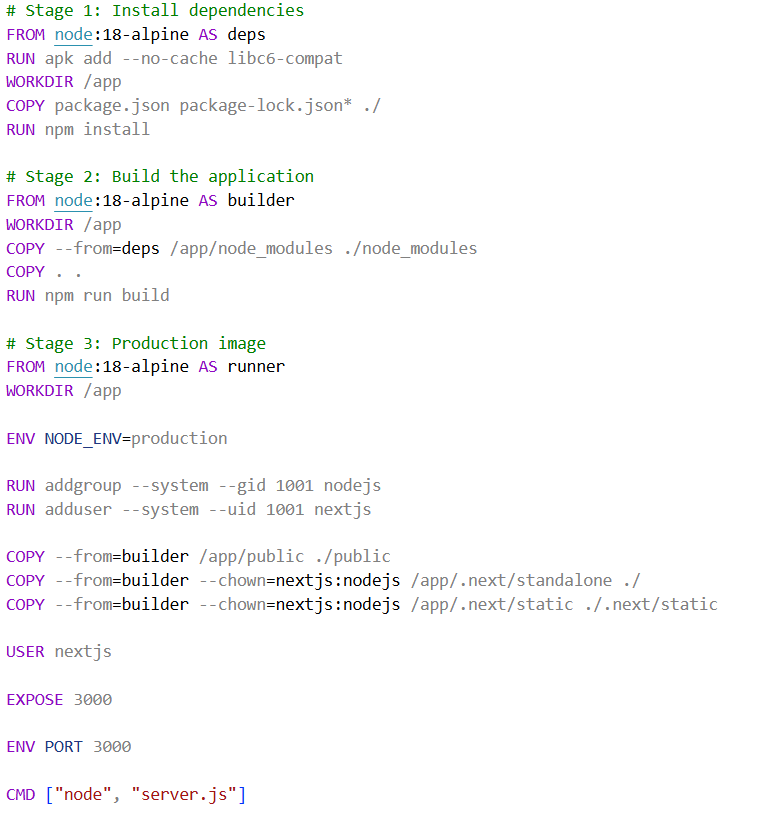 # Stage 1: Install dependencies
FROM node:18-alpine AS deps
RUN apk add --no-cache libc6-compat
WORKDIR /app
COPY package.json package-lock.json* ./
RUN npm install
# Stage 2: Build the application
FROM node:18-alpine AS builder
WORKDIR /app
COPY --from=deps /app/node_modules ./node_modules
COPY . .
RUN npm run build
# Stage 3: Production image
FROM node:18-alpine AS runner
WORKDIR /app
ENV NODE_ENV=production
RUN addgroup --system --gid 1001 nodejs
RUN adduser --system --uid 1001 nextjs
COPY --from=builder /app/public ./public
COPY --from=builder --chown=nextjs:nodejs /app/.next/standalone ./
COPY --from=builder --chown=nextjs:nodejs /app/.next/static ./.next/static
USER nextjs
EXPOSE 3000
ENV PORT 3000
CMD ["node", "server.js"]